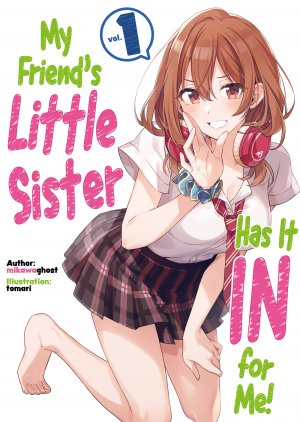 vol. 1
My
Friend's
Little
Sister
Has It
IN
for
Me!
Author:
mikawaghost
Illustration:
tomari